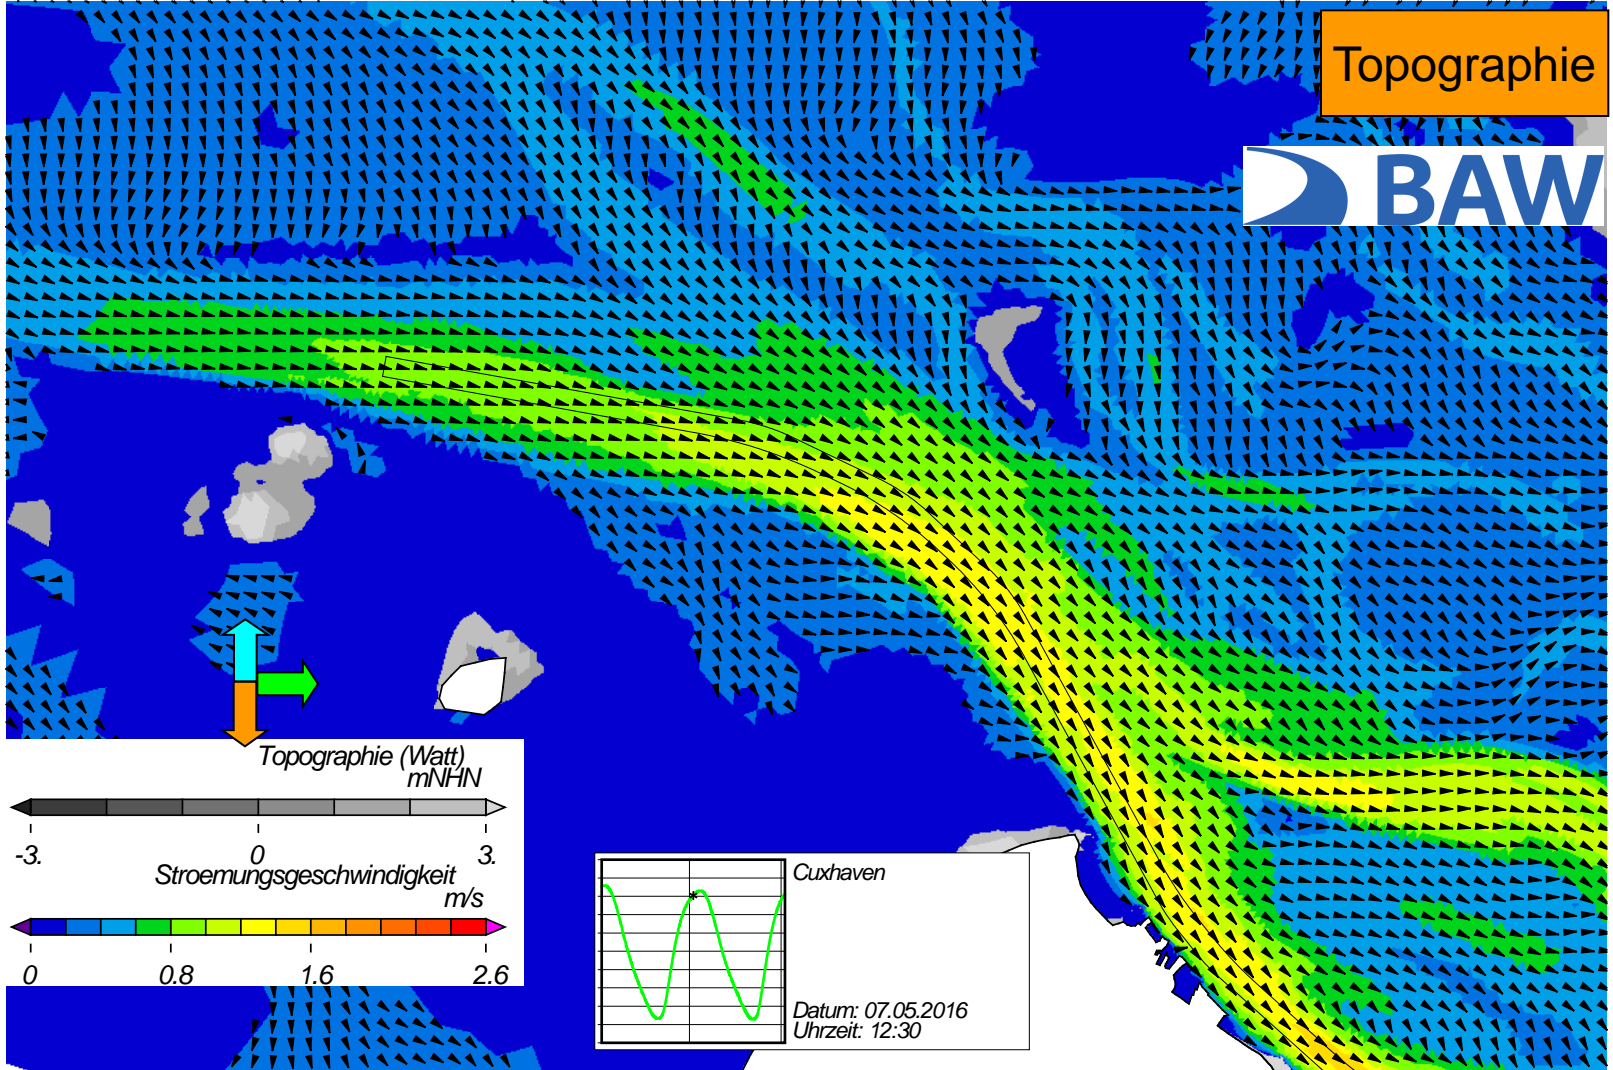 Topographie
BAW
Topographie (Watt)
mNHN
-3. 0 3.
Stroemungsgeschwindigkeit
m/s
0 0.8 1.6 2.6
Cuxhaven
Datum: 07.05.2016
Uhrzeit: 12:30